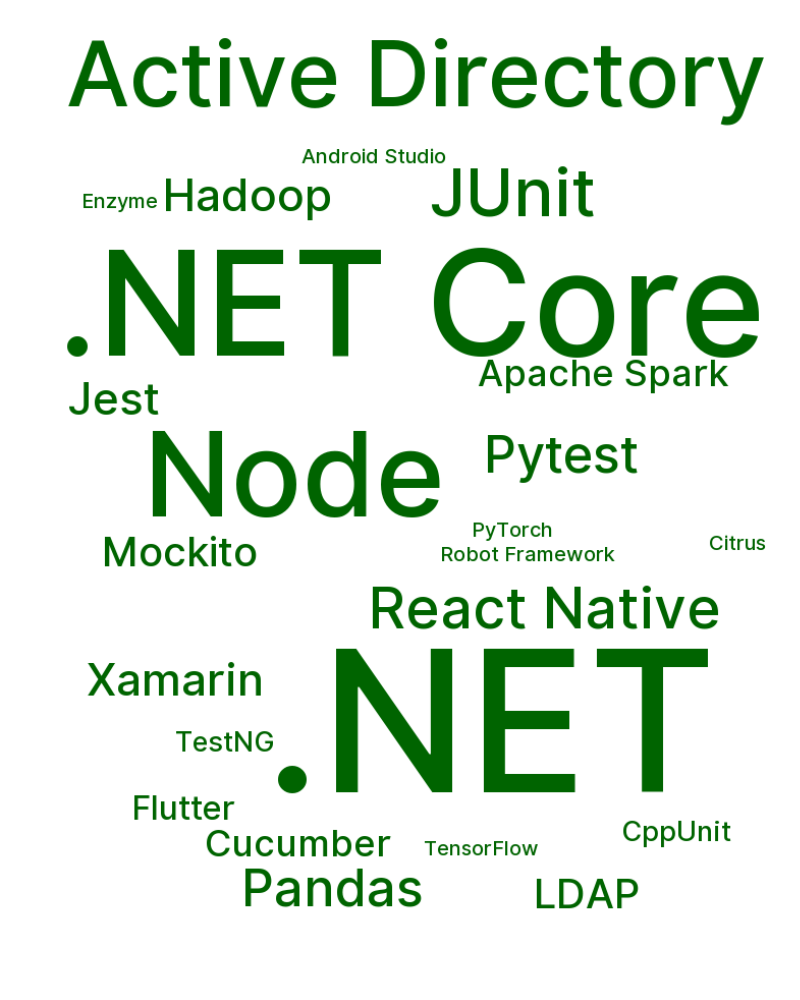 Active Directory
Android Studio
Enzyme
Hadoop
JUnit
.NET Core
Apache Spark
Jest
Node
Pytest
PyTorch
Citrus
Mockito
Robot Framework
React Native
Xamarin
.NET
TestNG
Flutter
CppUnit
Cucumber
TensorFlow
Pandas
LDAP